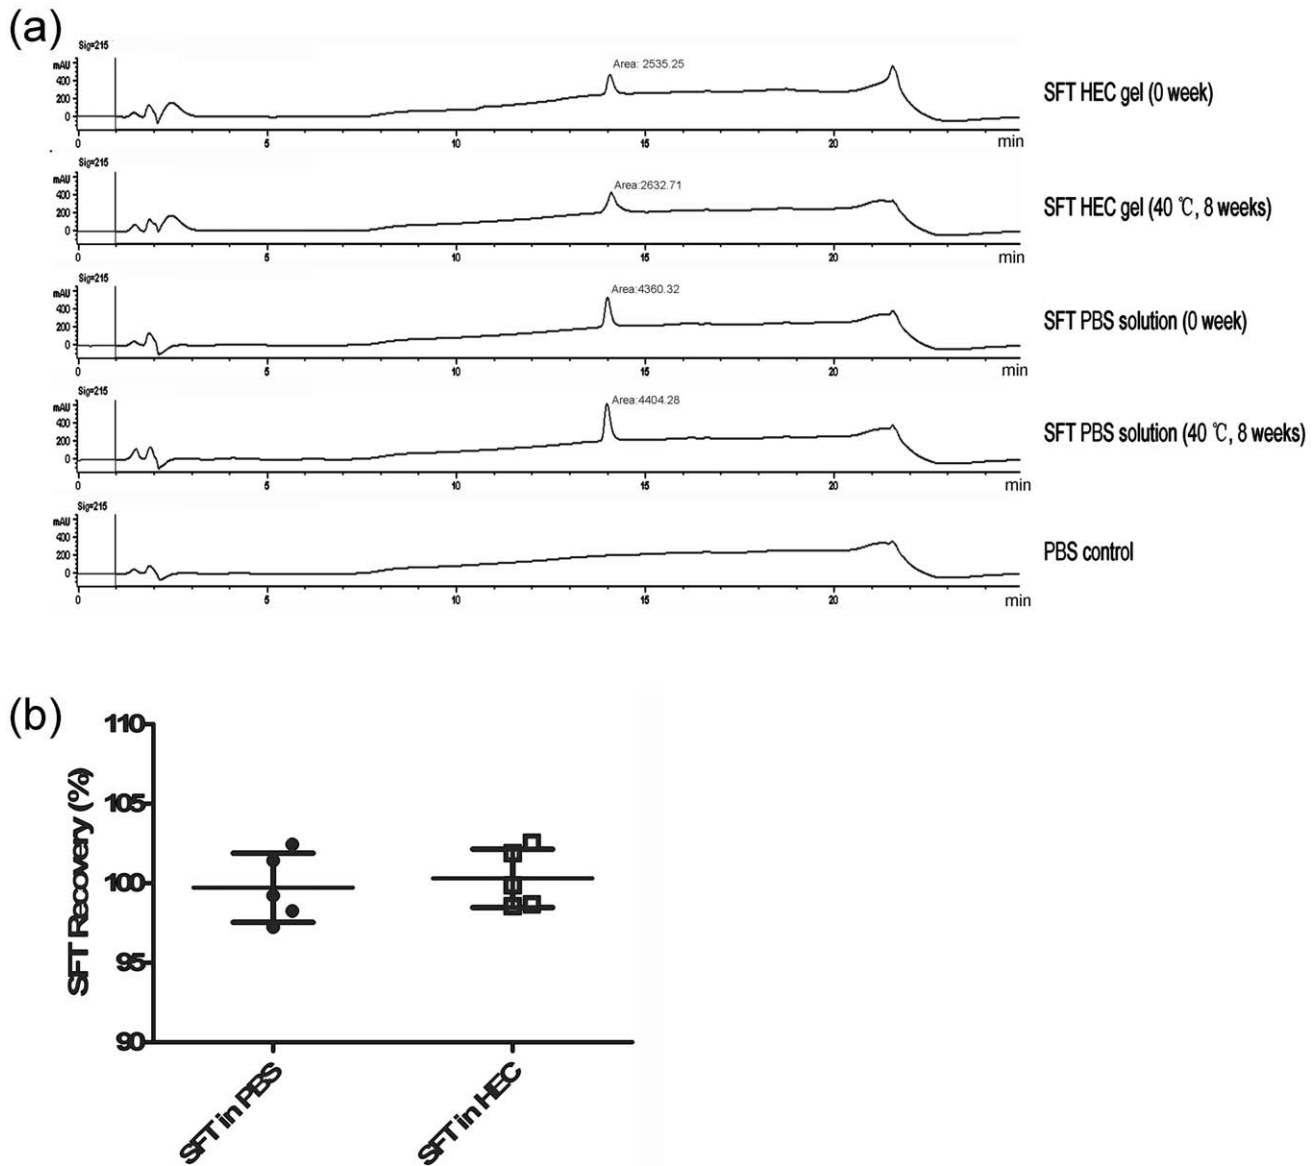 (a)
Sig=215
mAU
400
200
0
Area: 2535.25
0 5 10 15 20 min
SFT HEC gel (0 week)
Sig=215
mAU
400
200
0
Area:2632.71
0 5 10 15 20 min
SFT HEC gel (40 ℃, 8 weeks)
Sig=215
mAU
400
200
0
Area:4360.32
0 5 10 15 20 min
SFT PBS solution (0 week)
Sig=215
mAU
400
200
0
Area:4404.28
0 5 10 15 20 min
SFT PBS solution (40 ℃, 8 weeks)
Sig=215
mAU
400
200
0
0 5 10 15 20 min
PBS control
(b)
SFT Recovery (%)
110
105
100
95
90
SFT in PBS
SFT in HEC